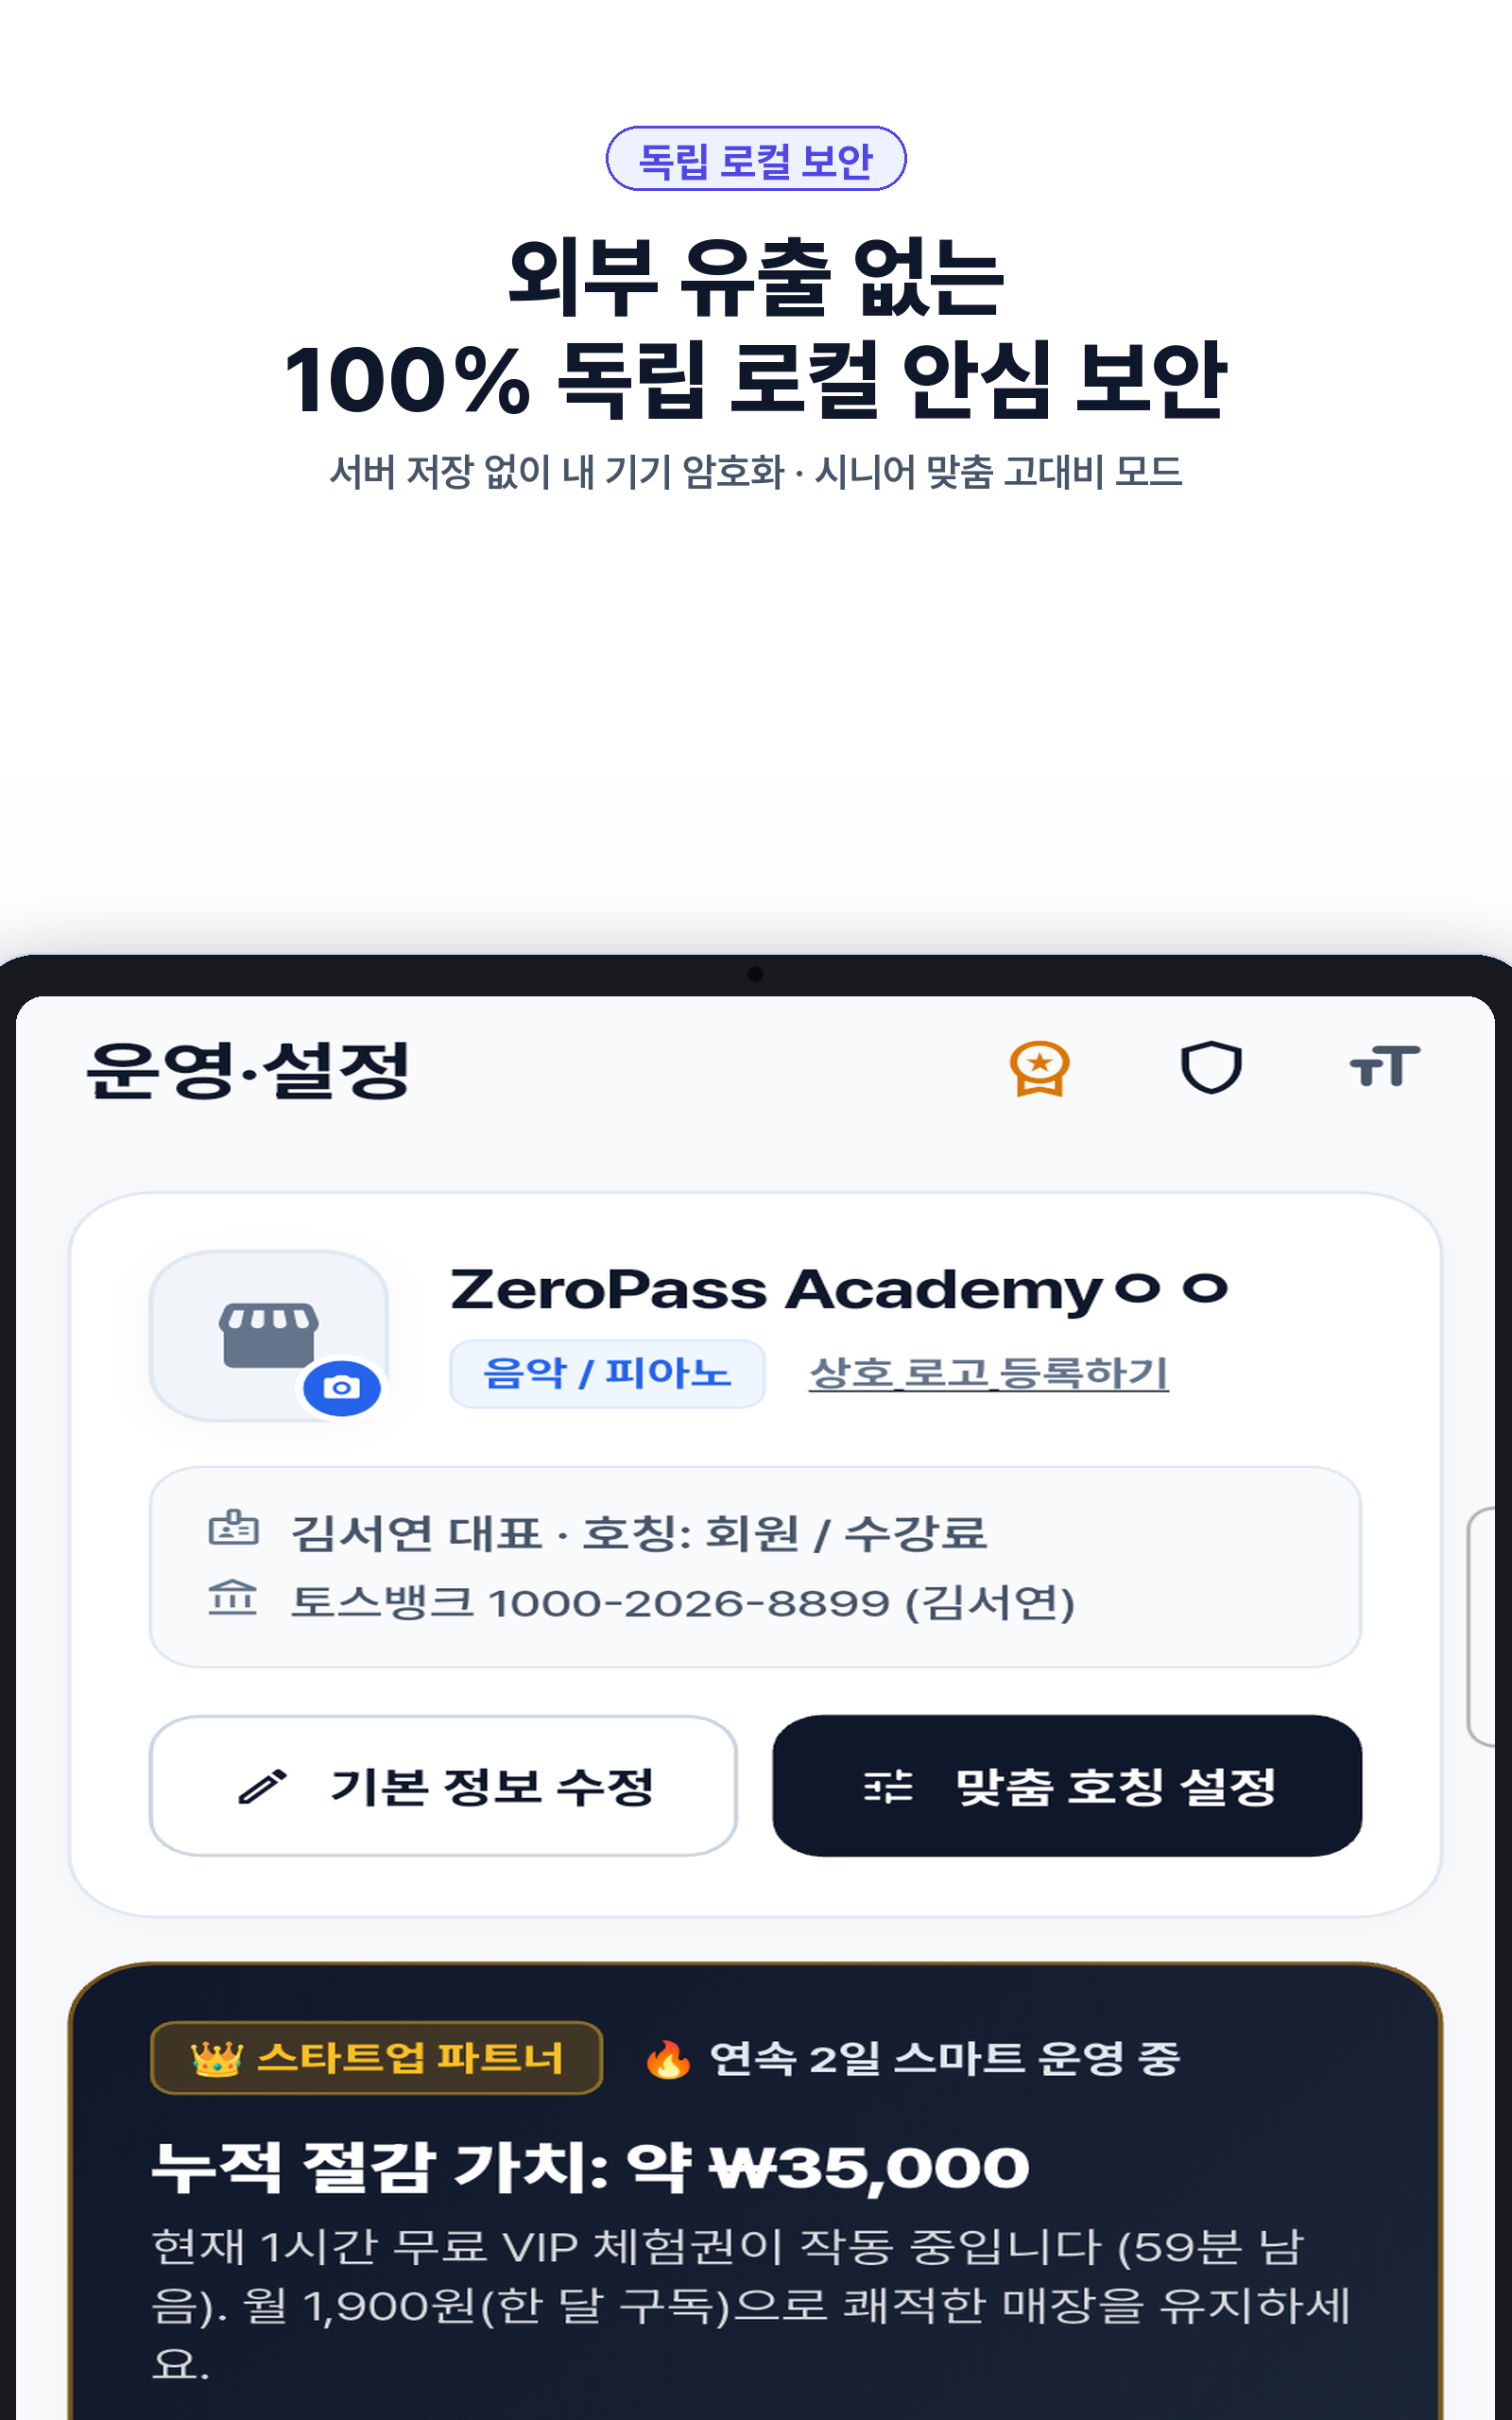 독립 로컬 보안
외부 유출 없는
100% 독립 로컬 안심 보안
서버 저장 없이 내 기기 암호화 · 시니어 맞춤 고대비 모드
운영·설정
ZeroPass Academyㅇ ㅇ
음악 / 피아노 상호 로고 등록하기
김서연 대표 · 호칭: 회원 / 수강료
토스뱅크 1000-2026-8899 (김서연)
기본 정보 수정 맞춤 호칭 설정
👑 스타트업 파트너 🔥 연속 2일 스마트 운영 중
누적 절감 가치: 약 ₩35,000
현재 1시간 무료 VIP 체험권이 작동 중입니다 (59분 남
음). 월 1,900원(한 달 구독)으로 쾌적한 매장을 유지하세
요.